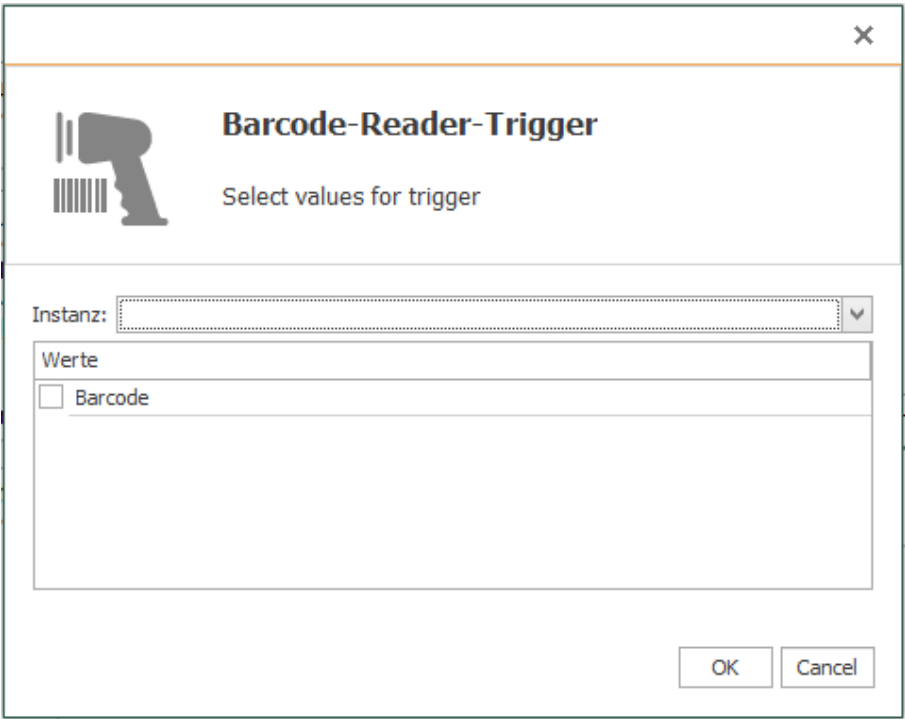 Barcode-Reader-Trigger
Select values for trigger
Instanz:
Werte
Barcode
OK Cancel